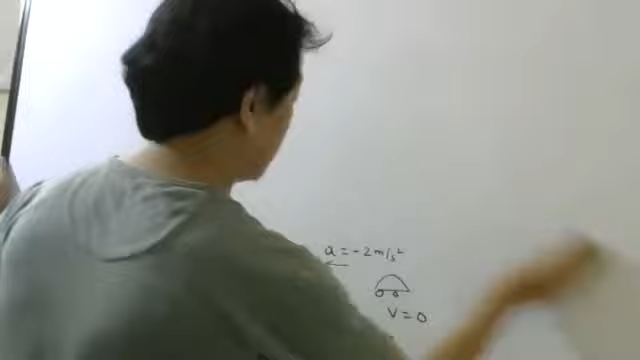 a = -2 m/s²
V = 0